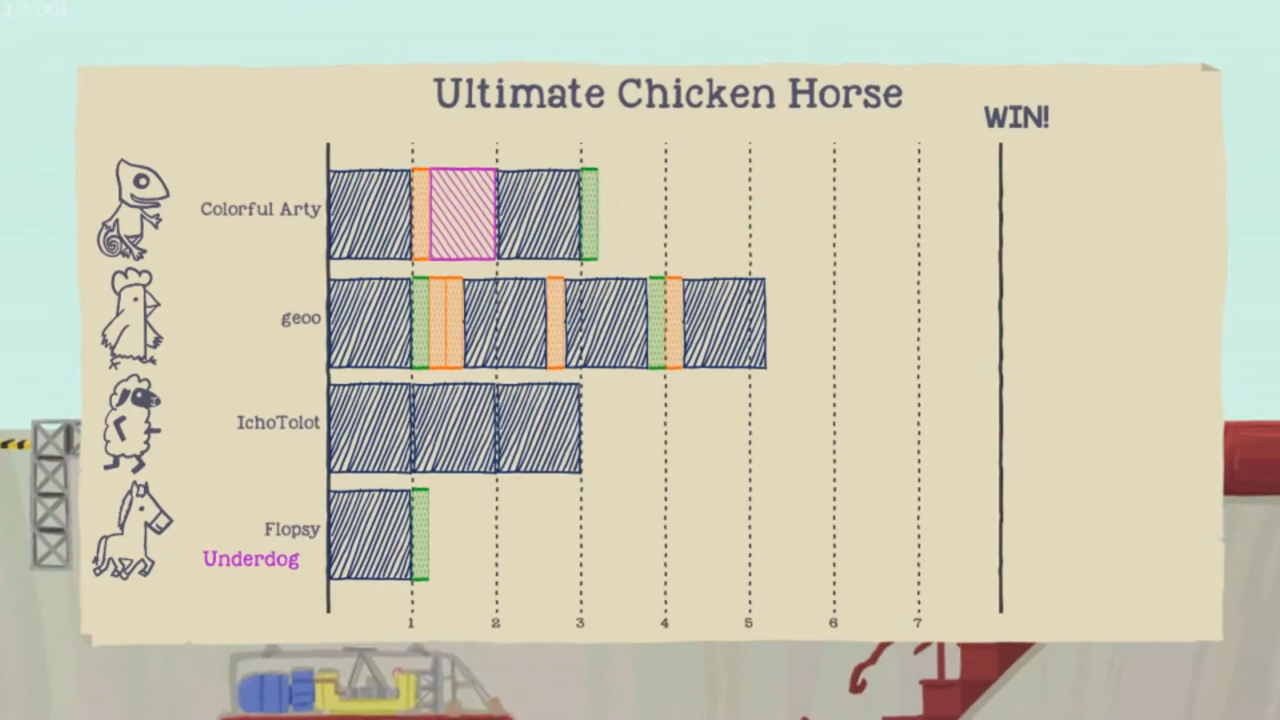 Ultimate Chicken Horse
WIN!
Colorful Arty
geoo
IchoTolot
Flopsy
Underdog
1 2 3 4 5 6 7